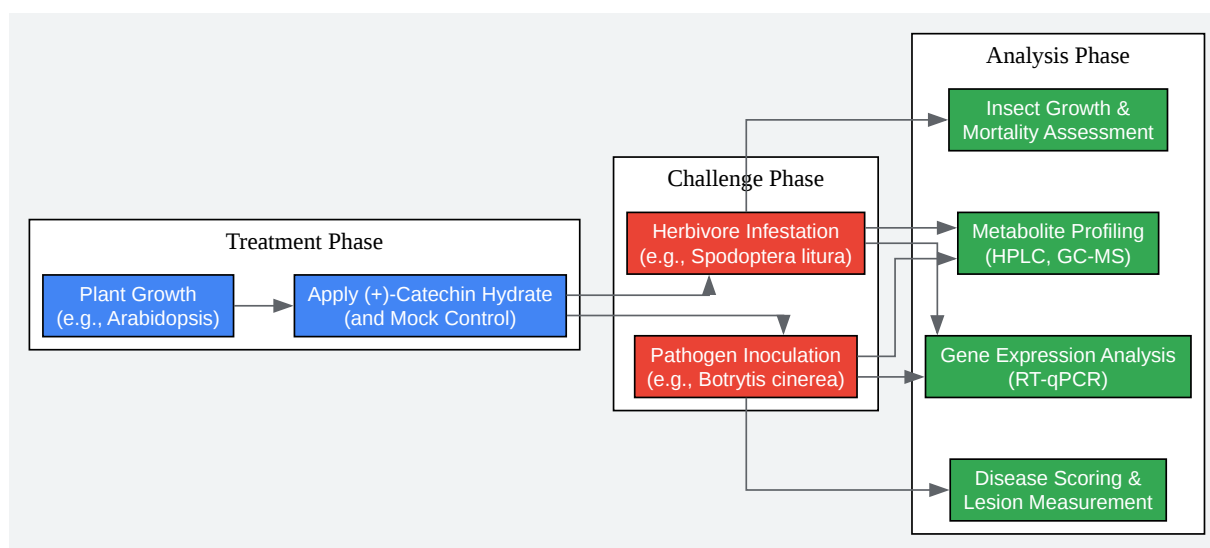 Treatment Phase
Plant Growth
(e.g., Arabidopsis)
Apply (+)-Catechin Hydrate
(and Mock Control)
Challenge Phase
Herbivore Infestation
(e.g., Spodoptera litura)
Pathogen Inoculation
(e.g., Botrytis cinerea)
Analysis Phase
Insect Growth &
Mortality Assessment
Metabolite Profiling
(HPLC, GC-MS)
Gene Expression Analysis
(RT-qPCR)
Disease Scoring &
Lesion Measurement